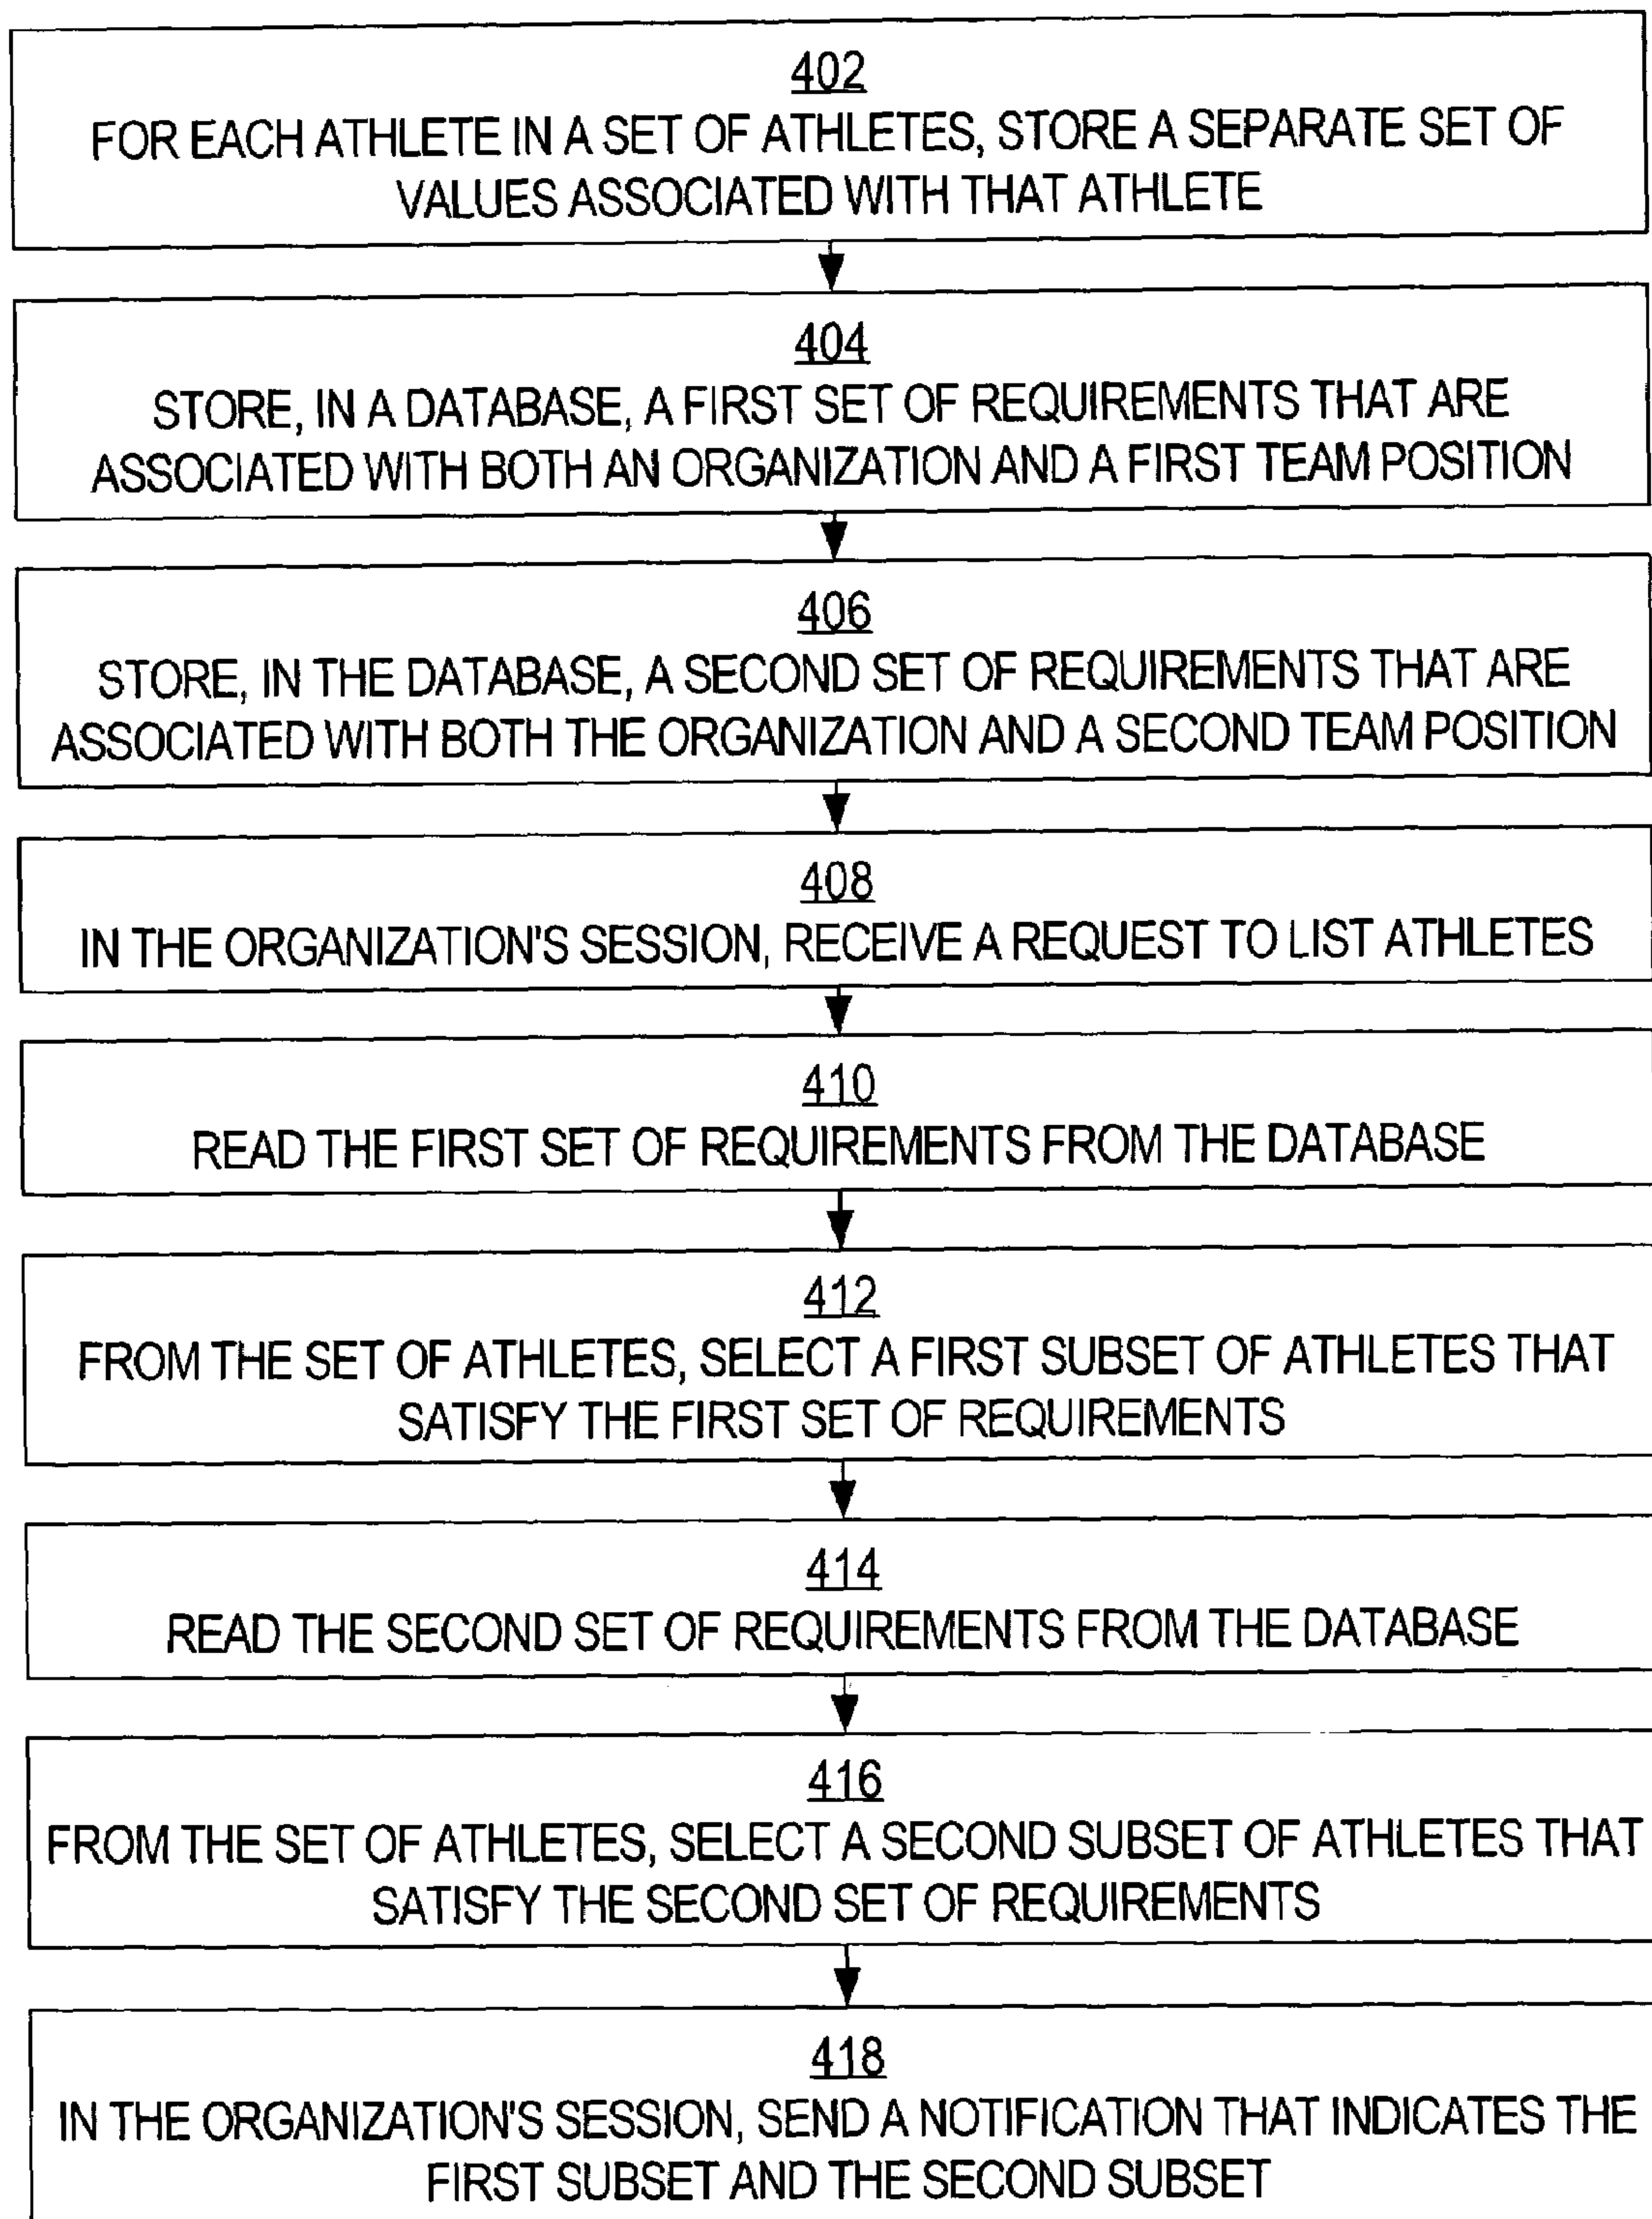 402
FOR EACH ATHLETE IN A SET OF ATHLETES, STORE A SEPARATE SET OF
VALUES ASSOCIATED WITH THAT ATHLETE
404
STORE, IN A DATABASE, A FIRST SET OF REQUIREMENTS THAT ARE
ASSOCIATED WITH BOTH AN ORGANIZATION AND A FIRST TEAM POSITION
406
STORE, IN THE DATABASE, A SECOND SET OF REQUIREMENTS THAT ARE
ASSOCIATED WITH BOTH THE ORGANIZATION AND A SECOND TEAM POSITION
408
IN THE ORGANIZATION'S SESSION, RECEIVE A REQUEST TO LIST ATHLETES
410
READ THE FIRST SET OF REQUIREMENTS FROM THE DATABASE
412
FROM THE SET OF ATHLETES, SELECT A FIRST SUBSET OF ATHLETES THAT
SATISFY THE FIRST SET OF REQUIREMENTS
414
READ THE SECOND SET OF REQUIREMENTS FROM THE DATABASE
416
FROM THE SET OF ATHLETES, SELECT A SECOND SUBSET OF ATHLETES THAT
SATISFY THE SECOND SET OF REQUIREMENTS
418
IN THE ORGANIZATION'S SESSION, SEND A NOTIFICATION THAT INDICATES THE
FIRST SUBSET AND THE SECOND SUBSET